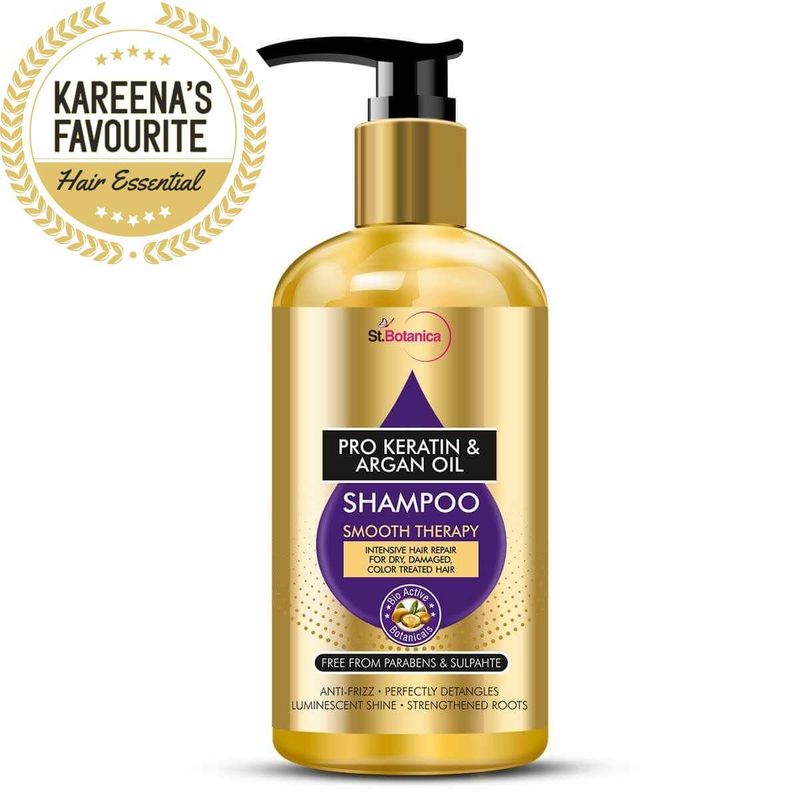 KAREENA'S
FAVOURITE
Hair Essential
St.Botanica
PRO KERATIN &
ARGAN OIL
SHAMPOO
SMOOTH THERAPY
INTENSIVE HAIR REPAIR
FOR DRY, DAMAGED,
COLOR TREATED HAIR
Bio Active
Botanicals
FREE FROM PARABENS & SULPAHTE
ANTI-FRIZZ • PERFECTLY DETANGLES
LUMINESCENT SHINE • STRENGTHENED ROOTS